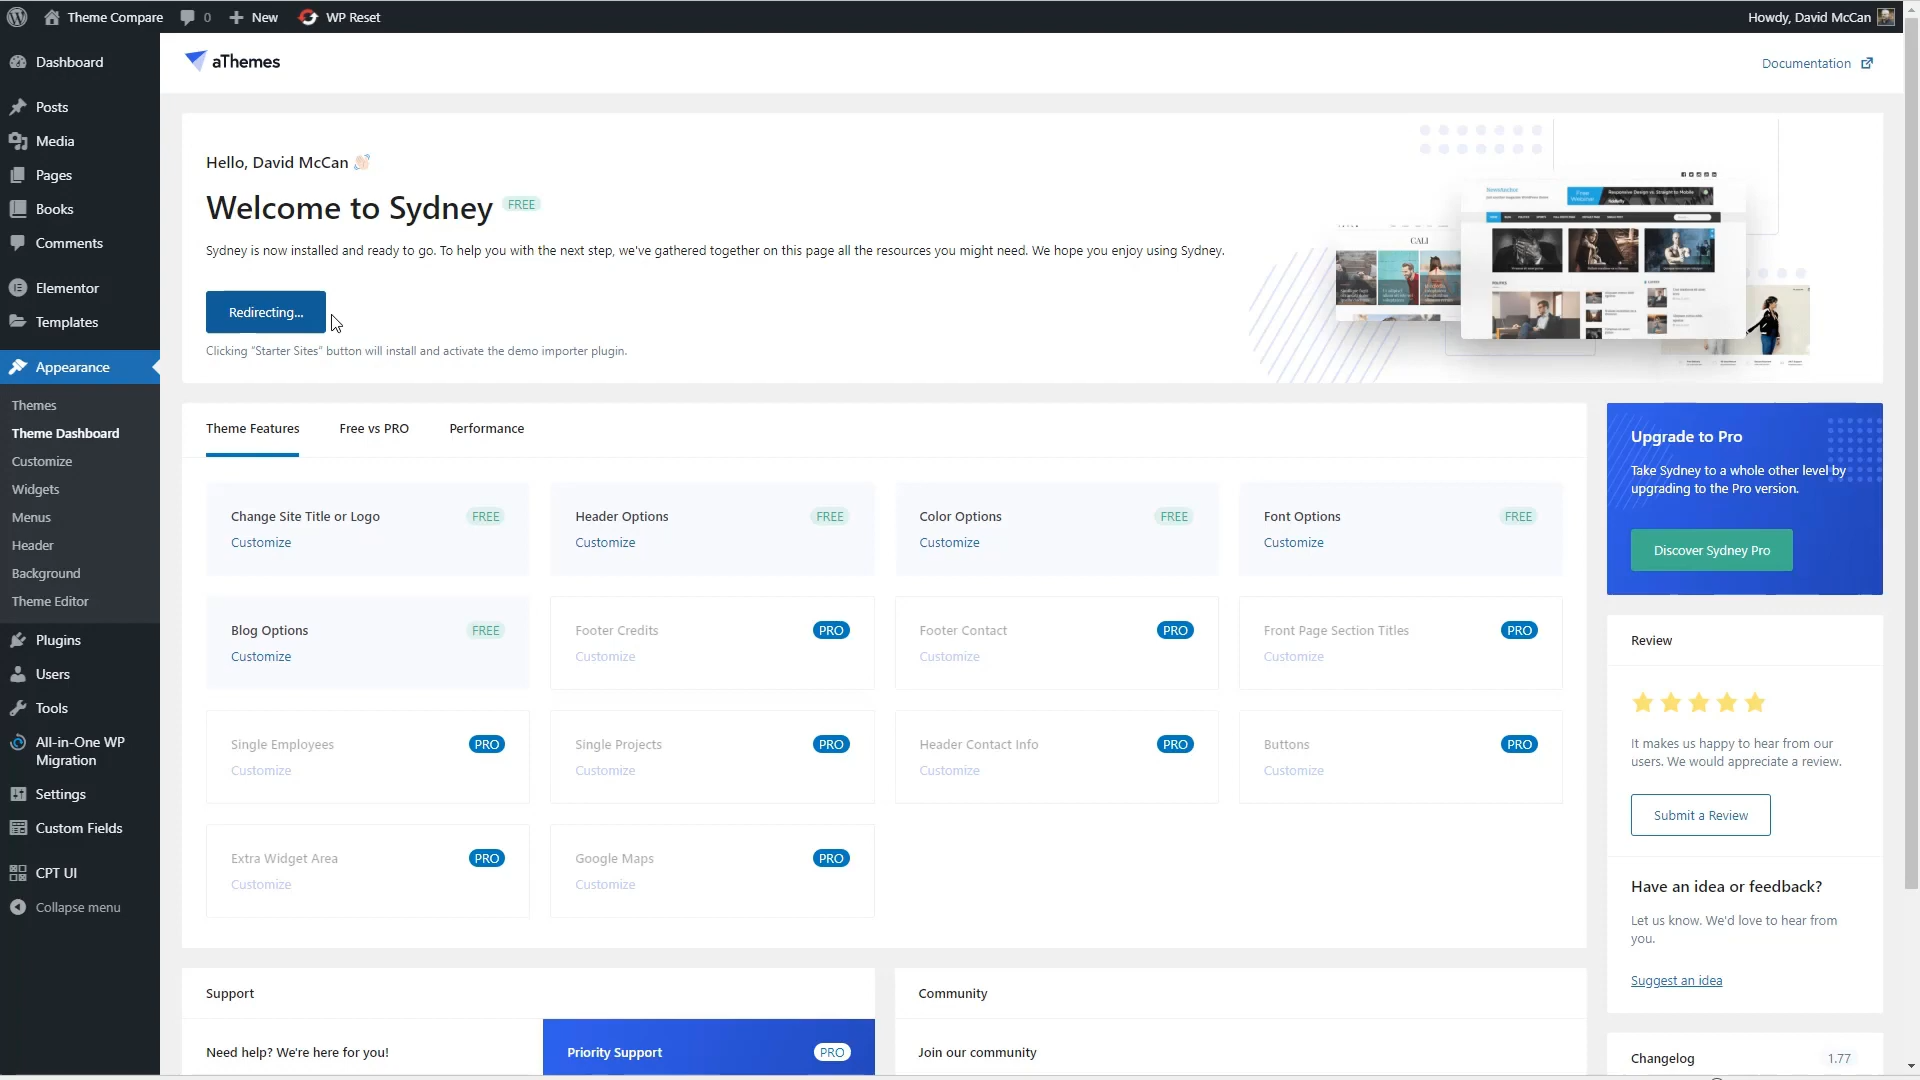 Theme Compare
0
New
WP Reset
Howdy, David McCan
Dashboard
Posts
Media
Pages
Books
Comments
Elementor
Templates
Appearance
Themes
Theme Dashboard
Customize
Widgets
Menus
Header
Background
Theme Editor
Plugins
Users
Tools
All-in-One WP
Migration
Settings
Custom Fields
CPT UI
Collapse menu
aThemes
Documentation
Hello, David McCan
Welcome to Sydney FREE
Sydney is now installed and ready to go. To help you with the next step, we've gathered together on this page all the resources you might need. We hope you enjoy using Sydney.
Redirecting...
Clicking “Starter Sites” button will install and activate the demo importer plugin.
CALI
Theme Features
Free vs PRO
Performance
Change Site Title or Logo FREE
Customize
Header Options FREE
Customize
Color Options FREE
Customize
Font Options FREE
Customize
Blog Options FREE
Customize
Footer Credits PRO
Customize
Footer Contact PRO
Customize
Front Page Section Titles PRO
Customize
Single Employees PRO
Customize
Single Projects PRO
Customize
Header Contact Info PRO
Customize
Buttons PRO
Customize
Extra Widget Area PRO
Customize
Google Maps PRO
Customize
Upgrade to Pro
Take Sydney to a whole other level by
upgrading to the Pro version.
Discover Sydney Pro
Review
It makes us happy to hear from our
users. We would appreciate a review.
Submit a Review
Have an idea or feedback?
Let us know. We'd love to hear from
you.
Suggest an idea
Support
Need help? We're here for you!
Priority Support PRO
Community
Join our community
Changelog 1.77